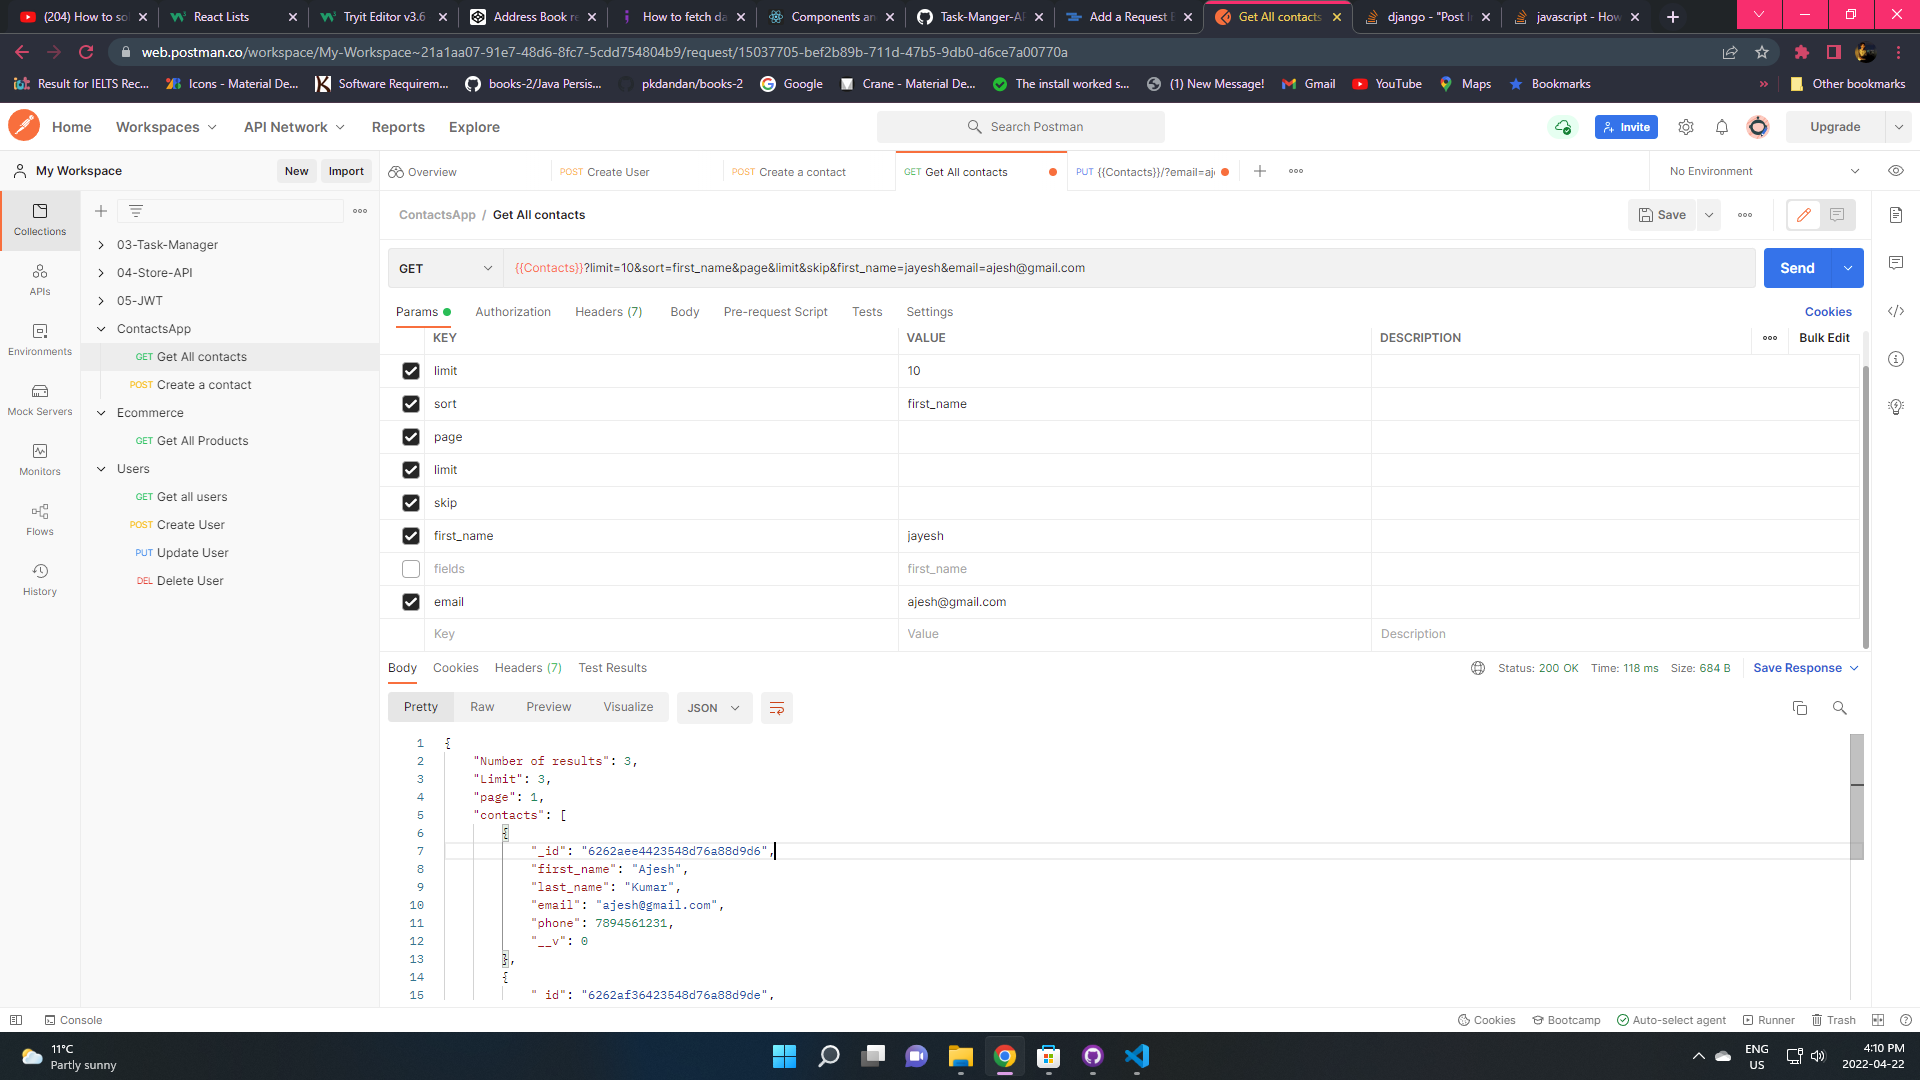 (204) How to so
React Lists
Tryit Editor v3.6
Address Book re
How to fetch da
Components an
Task-Manger-AP
Add a Request B
Get All contacts
django - "Post I
javascript - How
web.postman.co/workspace/My-Workspace~21a1aa07-91e7-48d6-8fc7-5cdd754804b9/request/15037705-bef2b89b-711d-47b5-9db0-d6ce7a00770a
Result for IELTS Rec...
Icons - Material De...
Software Requirem...
books-2/Java Persis...
pkdandan/books-2
Google
Crane - Material De...
The install worked s...
(1) New Message!
Gmail
YouTube
Maps
Bookmarks
Other bookmarks
Home
Workspaces
API Network
Reports
Explore
Search Postman
Invite
Upgrade
My Workspace
New
Import
Overview
POST Create User
POST Create a contact
GET Get All contacts
PUT {{Contacts}}/?email=aj
No Environment
Collections
APIs
Environments
Mock Servers
Monitors
Flows
History
03-Task-Manager
04-Store-API
05-JWT
ContactsApp
GET Get All contacts
POST Create a contact
Ecommerce
GET Get All Products
Users
GET Get all users
POST Create User
PUT Update User
DEL Delete User
ContactsApp / Get All contacts
Save
GET
{{Contacts}}?limit=10&sort=first_name&page&limit&skip&first_name=jayesh&email=ajesh@gmail.com
Send
Params
Authorization
Headers (7)
Body
Pre-request Script
Tests
Settings
Cookies
KEY VALUE DESCRIPTION
Bulk Edit
limit 10
sort first_name
page
limit
skip
first_name jayesh
fields first_name
email ajesh@gmail.com
Key Value Description
Body
Cookies
Headers (7)
Test Results
Status: 200 OK
Time: 118 ms
Size: 684 B
Save Response
Pretty
Raw
Preview
Visualize
JSON
1 {
2 "Number of results": 3,
3 "Limit": 3,
4 "page": 1,
5 "contacts": [
6 {
7 "_id": "6262aee4423548d76a88d9d6",
8 "first_name": "Ajesh",
9 "last_name": "Kumar",
10 "email": "ajesh@gmail.com",
11 "phone": 7894561231,
12 "__v": 0
13 },
14 {
15 "_id": "6262af36423548d76a88d9de",
Console
Cookies
Bootcamp
Auto-select agent
Runner
Trash
11°C
Partly sunny
ENG
US
4:10 PM
2022-04-22